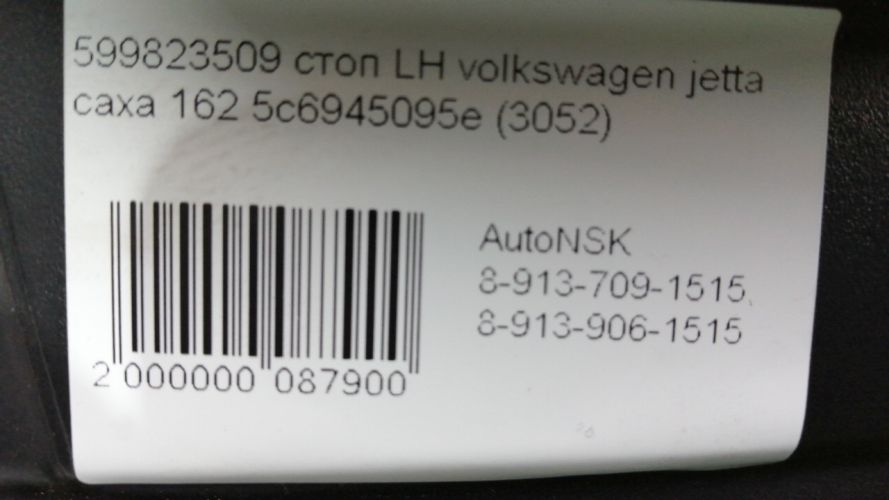 599823509 стоп LH volkswagen jetta
caxa 162 5c6945095e (3052)
AutoNSK
8-913-709-1515,
8-913-906-1515
2 000000 087900